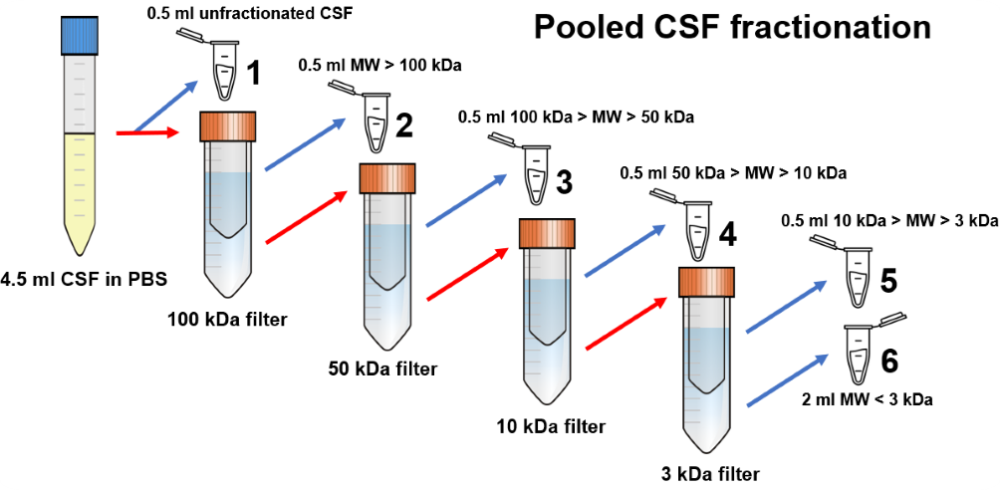 Pooled CSF fractionation
0.5 ml unfractionated CSF
1
0.5 ml MW > 100 kDa
2
0.5 ml 100 kDa > MW > 50 kDa
3
0.5 ml 50 kDa > MW > 10 kDa
4
0.5 ml 10 kDa > MW > 3 kDa
5
6
2 ml MW < 3 kDa
4.5 ml CSF in PBS
100 kDa filter
50 kDa filter
10 kDa filter
3 kDa filter